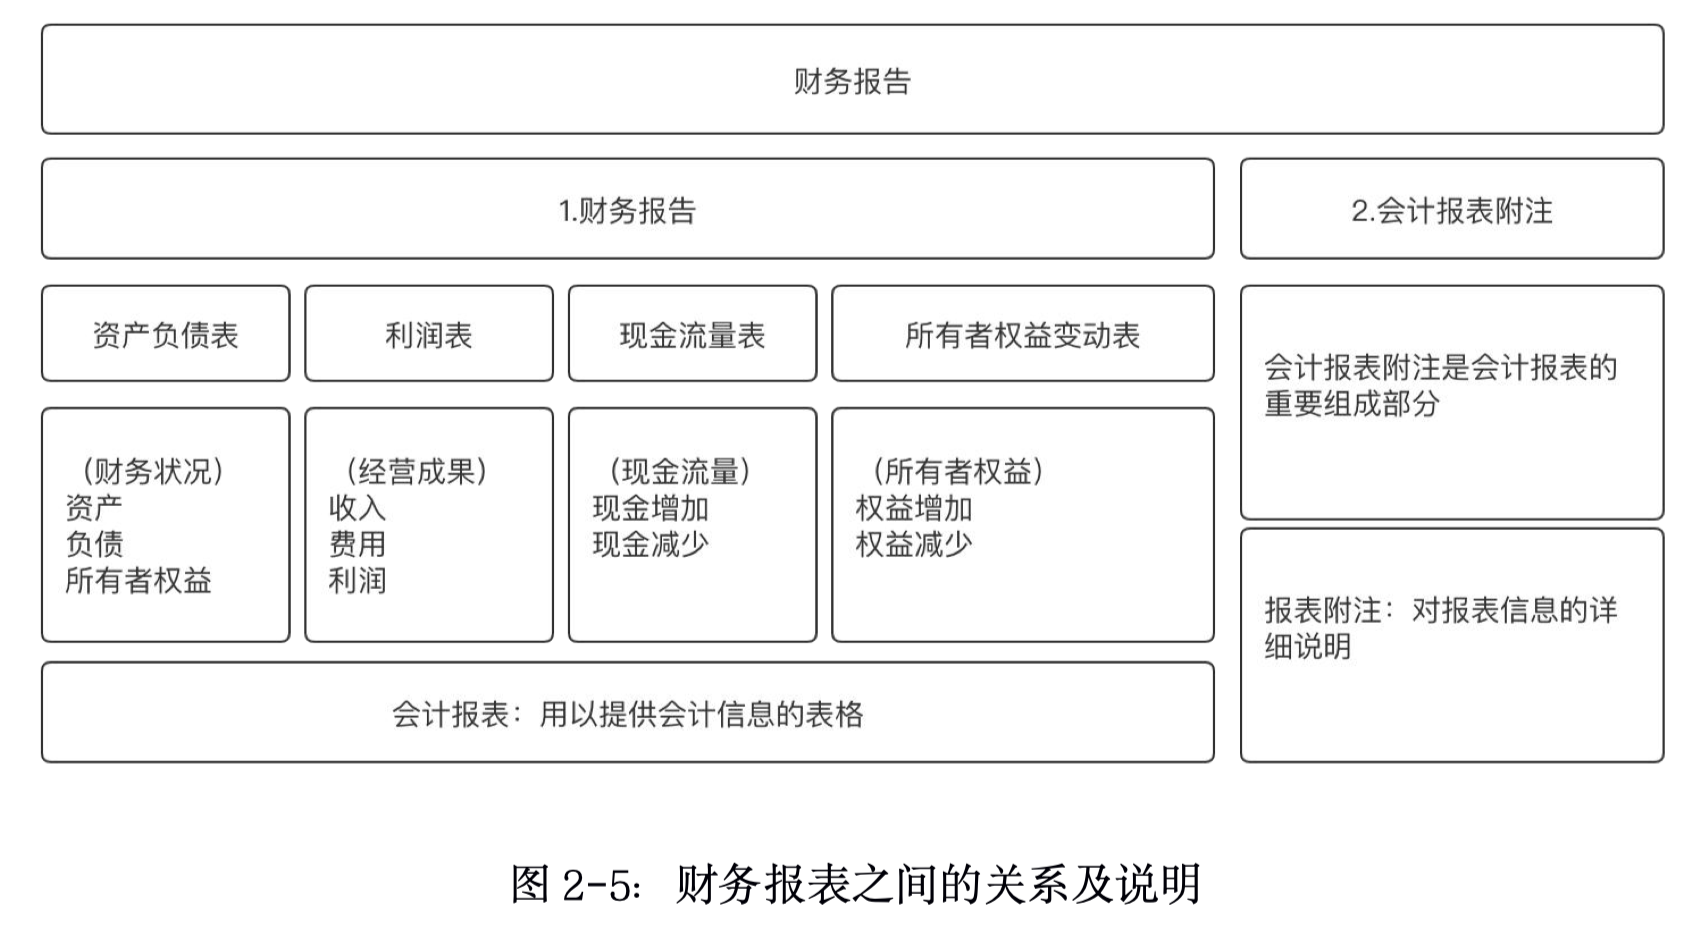 财务报告
1.财务报告
2.会计报表附注
资产负债表
利润表
现金流量表
所有者权益变动表
（财务状况）
资产
负债
所有者权益
（经营成果）
收入
费用
利润
（现金流量）
现金增加
现金减少
（所有者权益）
权益增加
权益减少
会计报表附注是会计报表的
重要组成部分
报表附注：对报表信息的详
细说明
会计报表：用以提供会计信息的表格
图 2-5：财务报表之间的关系及说明